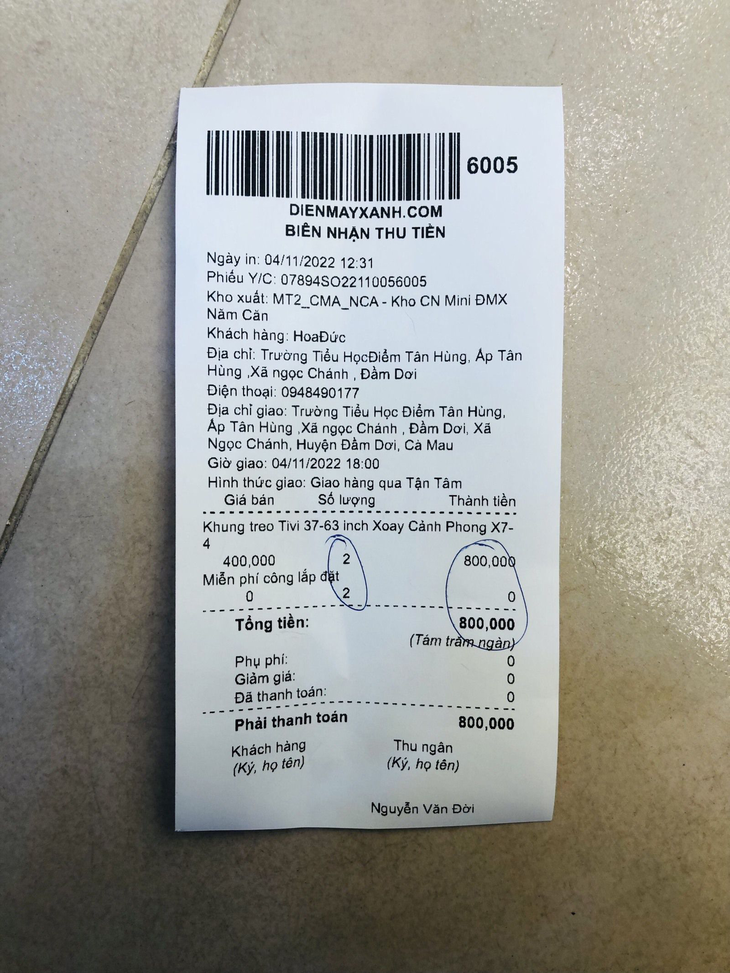 6005
DIENMAYXANH.COM
BIÊN NHẬN THU TIỀN
Ngày in: 04/11/2022 12:31
Phiếu Y/C: 07894SO22110056005
Kho xuất: MT2_CMA_NCA - Kho CN Mini ĐMX
Năm Căn
Khách hàng: HoaĐức
Địa chỉ: Trường Tiểu HọcĐiểm Tân Hùng, Ấp Tân
Hùng ,Xã ngọc Chánh , Đầm Dơi
Điện thoại: 0948490177
Địa chỉ giao: Trường Tiểu Học Điểm Tân Hùng,
Ấp Tân Hùng ,Xã ngọc Chánh , Đầm Dơi, Xã
Ngọc Chánh, Huyện Đầm Dơi, Cà Mau
Giờ giao: 04/11/2022 18:00
Hình thức giao: Giao hàng qua Tận Tâm
Giá bán Số lượng Thành tiền
Khung treo Tivi 37-63 inch Xoay Cảnh Phong X7-
4
400,000 2 800,000
Miễn phí công lắp đặt
0 2 0
Tổng tiền: 800,000
(Tám trăm ngàn)
Phụ phí: 0
Giảm giá: 0
Đã thanh toán: 0
Phải thanh toán 800,000
Khách hàng Thu ngân
(Ký, họ tên) (Ký, họ tên)
Nguyễn Văn Đời